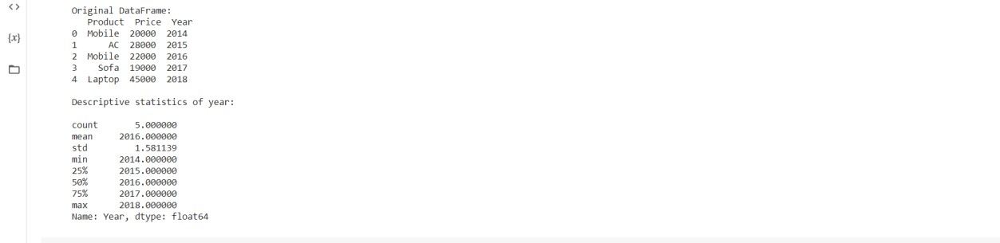 <>
Original DataFrame:
   Product  Price  Year
{x}
0  Mobile  20000  2014
1      AC  28000  2015
2  Mobile  22000  2016
3    Sofa  19000  2017
4  Laptop  45000  2018
Descriptive statistics of year:
count       5.000000
mean     2016.000000
std         1.581139
min      2014.000000
25%      2015.000000
50%      2016.000000
75%      2017.000000
max      2018.000000
Name: Year, dtype: float64